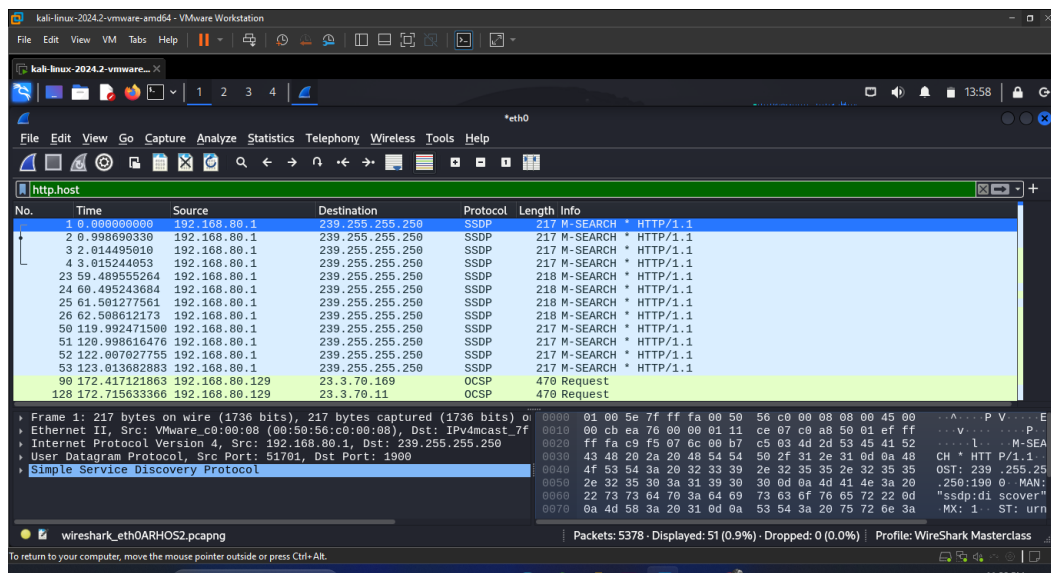 kali-linux-2024.2-vmware-amd64 - VMware Workstation
File Edit View VM Tabs Help
kali-linux-2024.2-vmware...
1 2 3 4
13:58
*eth0
File Edit View Go Capture Analyze Statistics Telephony Wireless Tools Help
http.host
No. Time Source Destination Protocol Length Info
1 0.000000000 192.168.80.1 239.255.255.250 SSDP 217 M-SEARCH * HTTP/1.1
2 0.998690330 192.168.80.1 239.255.255.250 SSDP 217 M-SEARCH * HTTP/1.1
3 2.014495010 192.168.80.1 239.255.255.250 SSDP 217 M-SEARCH * HTTP/1.1
4 3.015244053 192.168.80.1 239.255.255.250 SSDP 217 M-SEARCH * HTTP/1.1
23 59.489555264 192.168.80.1 239.255.255.250 SSDP 218 M-SEARCH * HTTP/1.1
24 60.495243684 192.168.80.1 239.255.255.250 SSDP 218 M-SEARCH * HTTP/1.1
25 61.501277561 192.168.80.1 239.255.255.250 SSDP 218 M-SEARCH * HTTP/1.1
26 62.508612173 192.168.80.1 239.255.255.250 SSDP 218 M-SEARCH * HTTP/1.1
50 119.992471500 192.168.80.1 239.255.255.250 SSDP 217 M-SEARCH * HTTP/1.1
51 120.998616476 192.168.80.1 239.255.255.250 SSDP 217 M-SEARCH * HTTP/1.1
52 122.007027755 192.168.80.1 239.255.255.250 SSDP 217 M-SEARCH * HTTP/1.1
53 123.013682883 192.168.80.1 239.255.255.250 SSDP 217 M-SEARCH * HTTP/1.1
90 172.417121863 192.168.80.129 23.3.70.169 OCSP 470 Request
128 172.715633366 192.168.80.129 23.3.70.11 OCSP 470 Request
Frame 1: 217 bytes on wire (1736 bits), 217 bytes captured (1736 bits) o
Ethernet II, Src: VMware_c0:00:08 (00:50:56:c0:00:08), Dst: IPv4mcast_7f
Internet Protocol Version 4, Src: 192.168.80.1, Dst: 239.255.255.250
User Datagram Protocol, Src Port: 51701, Dst Port: 1900
Simple Service Discovery Protocol
0000 01 00 5e 7f ff fa 00 50 56 c0 00 08 08 00 45 00 ··^····P V·····E
0010 00 cb ea 76 00 00 01 11 ce 07 c0 a8 50 01 ef ff ···v···· ····P···
0020 ff fa c9 f5 07 6c 00 b7 c5 03 4d 2d 53 45 41 52 ·····l·· ··M-SEA
0030 43 48 20 2a 20 48 54 54 50 2f 31 2e 31 0d 0a 48 CH * HTT P/1.1··
0040 4f 53 54 3a 20 32 33 39 2e 32 35 35 2e 32 35 35 OST: 239 .255.25
0050 2e 32 35 30 3a 31 39 30 30 0d 0a 4d 41 4e 3a 20 .250:190 0··MAN:
0060 22 73 73 64 70 3a 64 69 73 63 6f 76 65 72 22 0d "ssdp:di scover"
0070 0a 4d 58 3a 20 31 0d 0a 53 54 3a 20 75 72 6e 3a ·MX: 1·· ST: urn
wireshark_eth0ARHOS2.pcapng
Packets: 5378 · Displayed: 51 (0.9%) · Dropped: 0 (0.0%) Profile: WireShark Masterclass
To return to your computer, move the mouse pointer outside or press Ctrl+Alt.